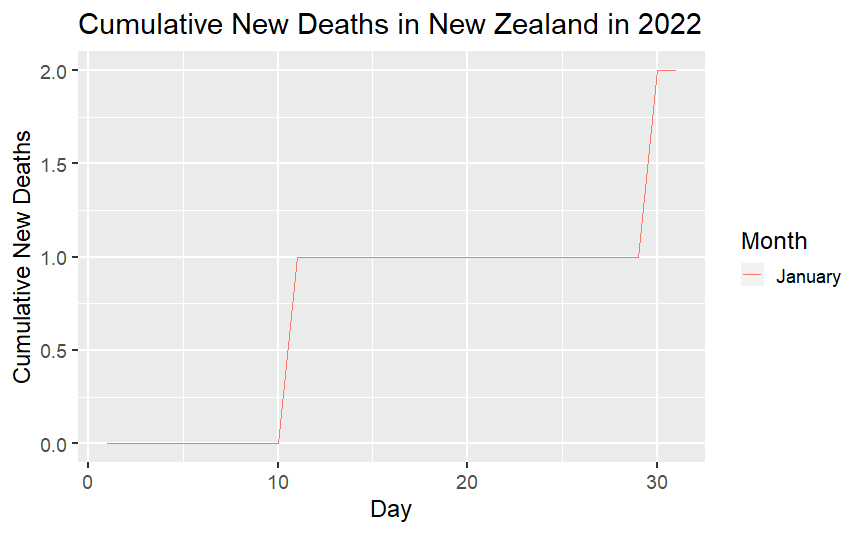 Cumulative New Deaths in New Zealand in 2022
Cumulative New Deaths
2.0
1.5
1.0
0.5
0.0
0
10
20
30
Day
Month
January